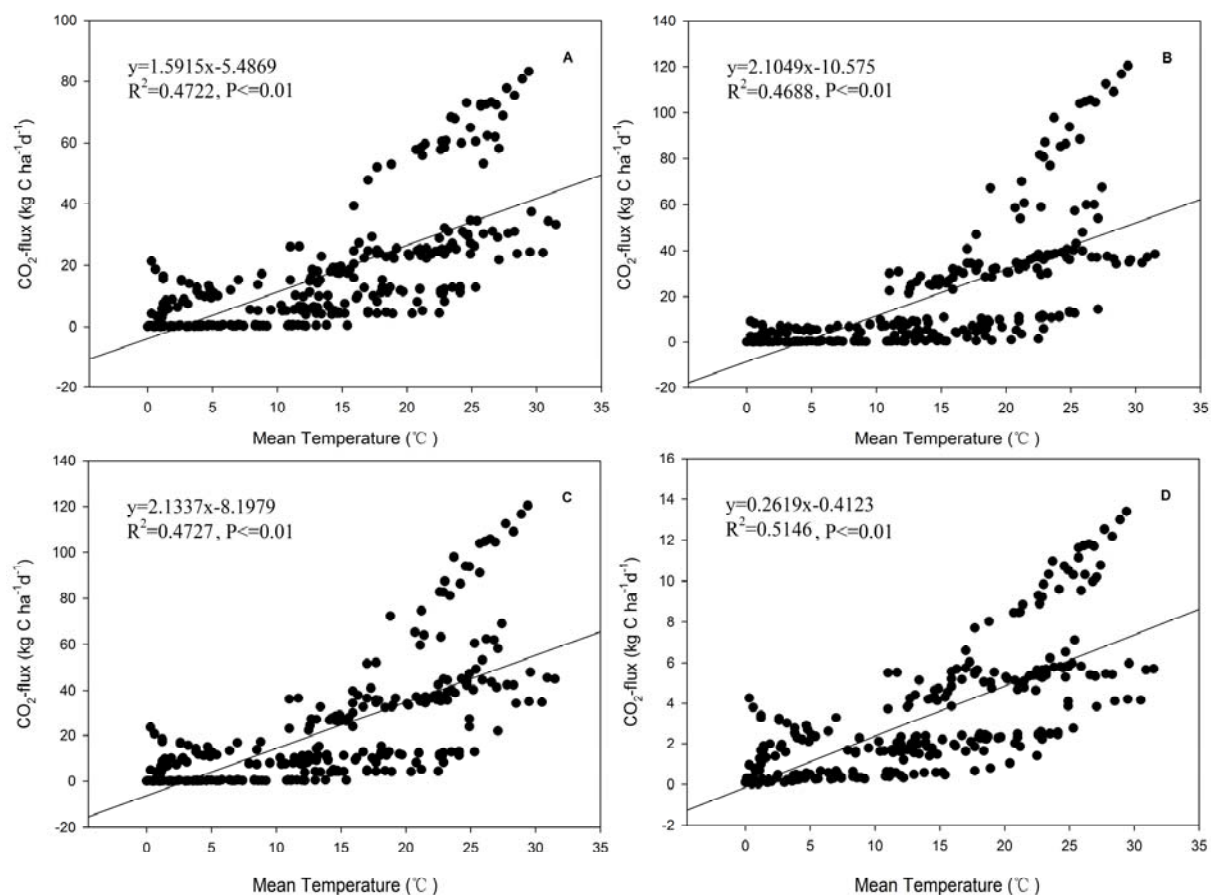 100
80
60
40
20
0
-20
CO₂-flux (kg C ha⁻¹d⁻¹)
y=1.5915x-5.4869
R²=0.4722, P<=0.01
A
0 5 10 15 20 25 30 35
Mean Temperature (℃)
140
120
100
80
60
40
20
0
-20
CO₂-flux (kg C ha⁻¹d⁻¹)
y=2.1049x-10.575
R²=0.4688, P<=0.01
B
0 5 10 15 20 25 30 35
Mean Temperature (℃)
140
120
100
80
60
40
20
0
-20
CO₂-flux (kg C ha⁻¹d⁻¹)
y=2.1337x-8.1979
R²=0.4727, P<=0.01
C
0 5 10 15 20 25 30 35
Mean Temperature (℃)
16
14
12
10
8
6
4
2
0
-2
CO₂-flux (kg C ha⁻¹d⁻¹)
y=0.2619x-0.4123
R²=0.5146, P<=0.01
D
0 5 10 15 20 25 30 35
Mean Temperature (℃)